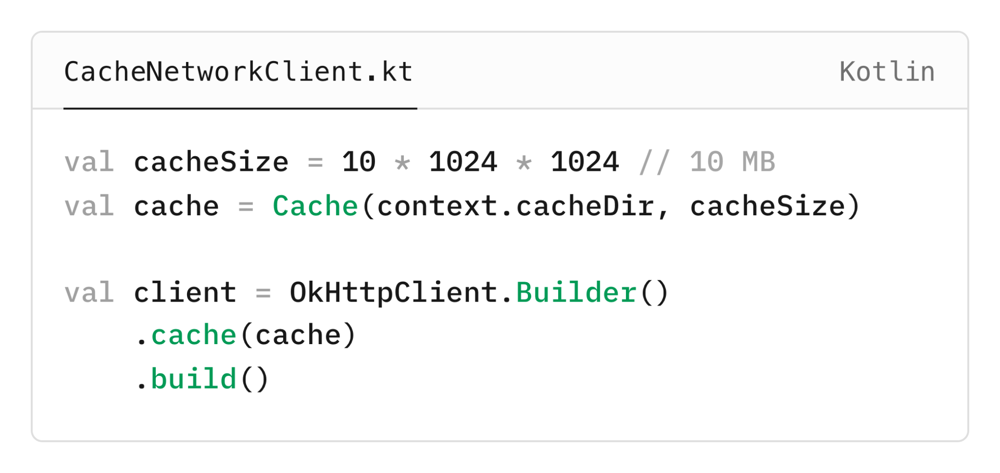 CacheNetworkClient.kt
Kotlin
val cacheSize = 10 * 1024 * 1024 // 10 MB
val cache = Cache(context.cacheDir, cacheSize)
val client = OkHttpClient.Builder()
.cache(cache)
.build()